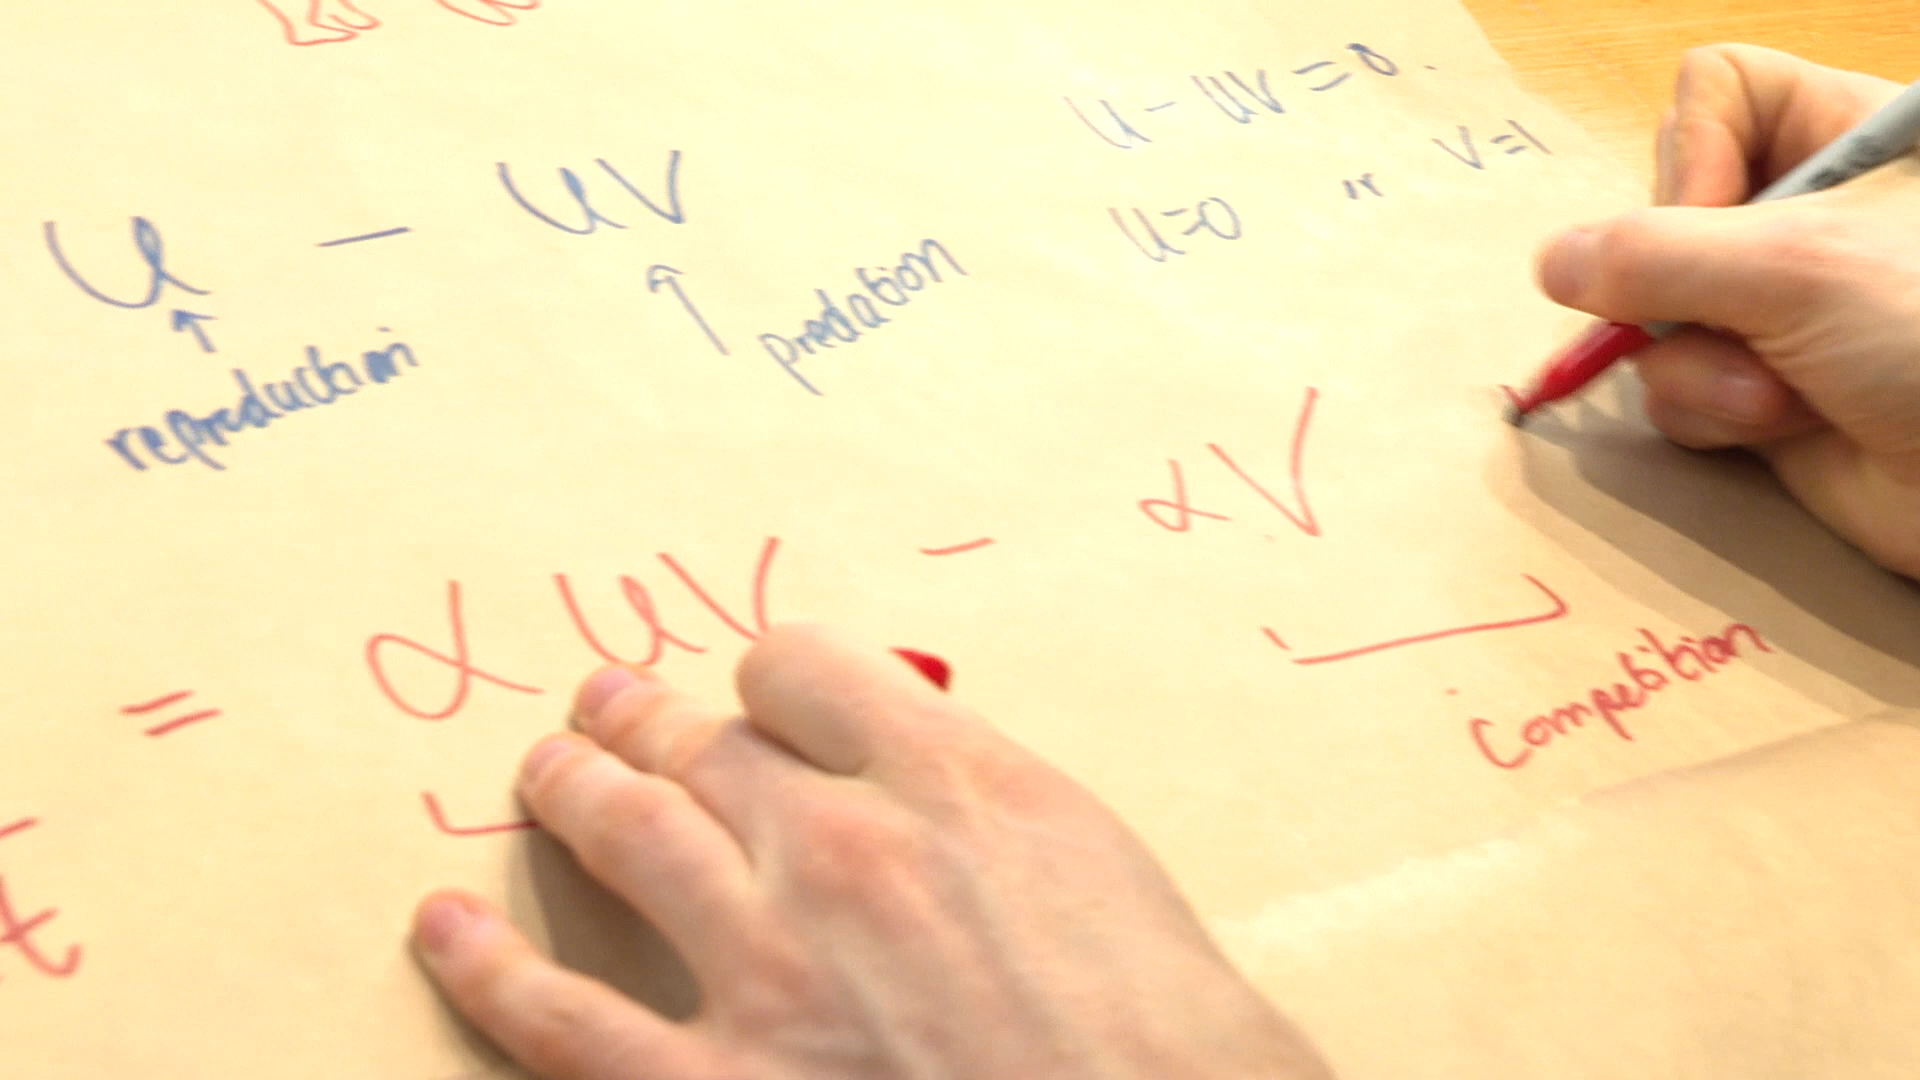 u - uv
reproduction
predation
u - uv = 0.
u=0 or v=1
= αuv - αv
competition
t